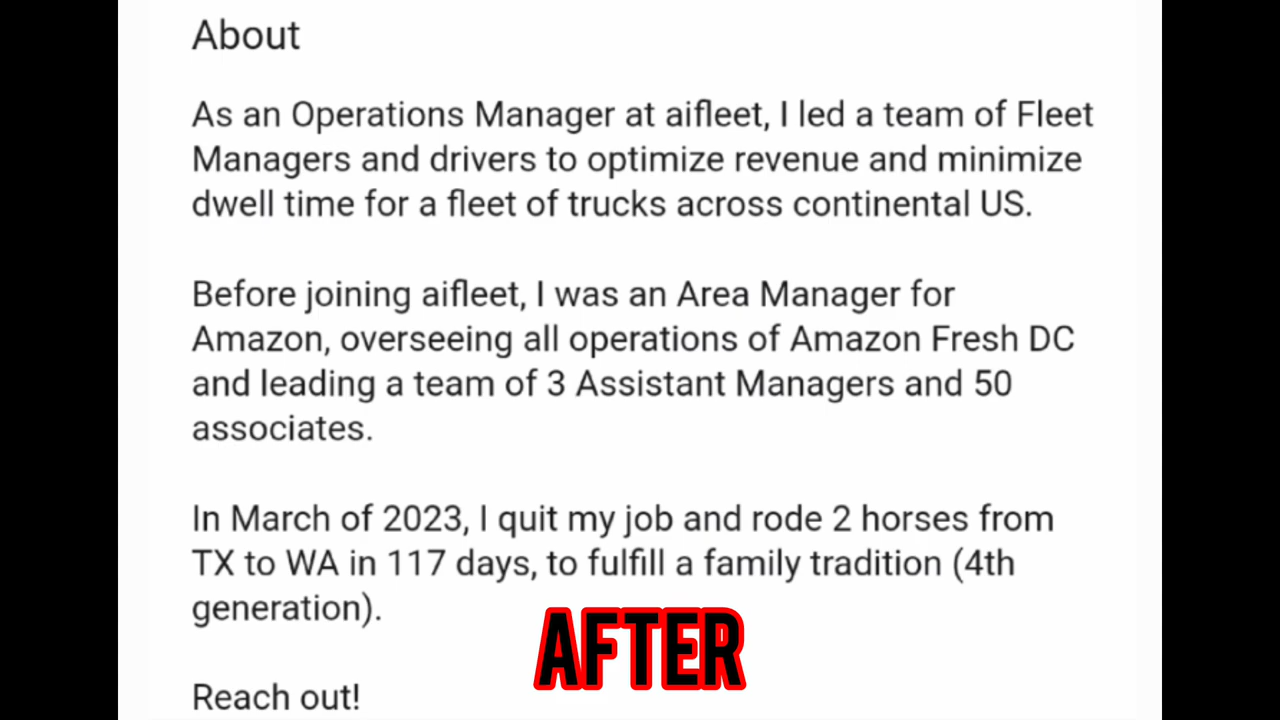 About
As an Operations Manager at aifleet, I led a team of Fleet
Managers and drivers to optimize revenue and minimize
dwell time for a fleet of trucks across continental US.
Before joining aifleet, I was an Area Manager for
Amazon, overseeing all operations of Amazon Fresh DC
and leading a team of 3 Assistant Managers and 50
associates.
In March of 2023, I quit my job and rode 2 horses from
TX to WA in 117 days, to fulfill a family tradition (4th
generation).
AFTER
Reach out!